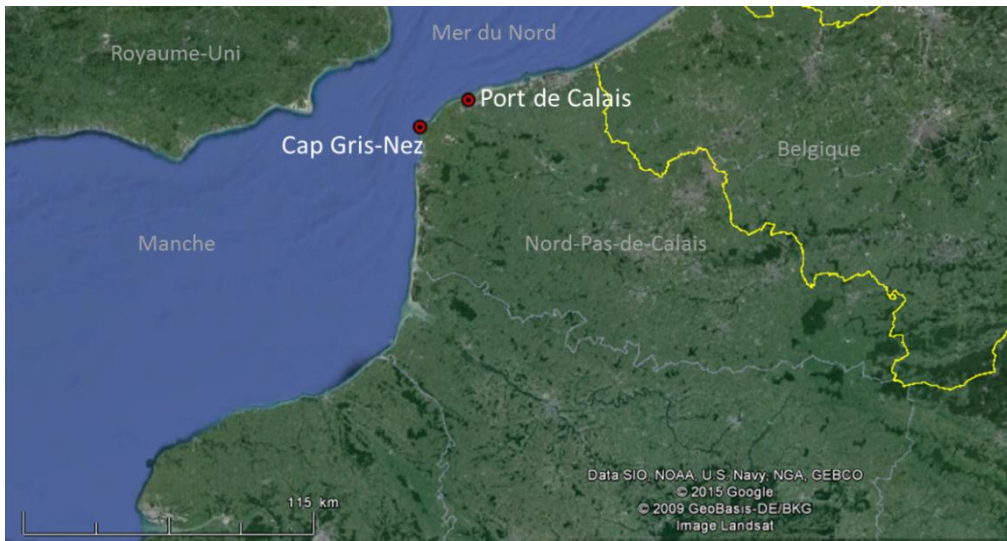 Mer du Nord
Royaume-Uni
Port de Calais
Cap Gris-Nez
Belgique
Manche
Nord-Pas-de-Calais
Data SIO, NOAA, U.S. Navy, NGA, GEBCO
© 2015 Google
© 2009 GeoBasis-DE/BKG
Image Landsat
115 km